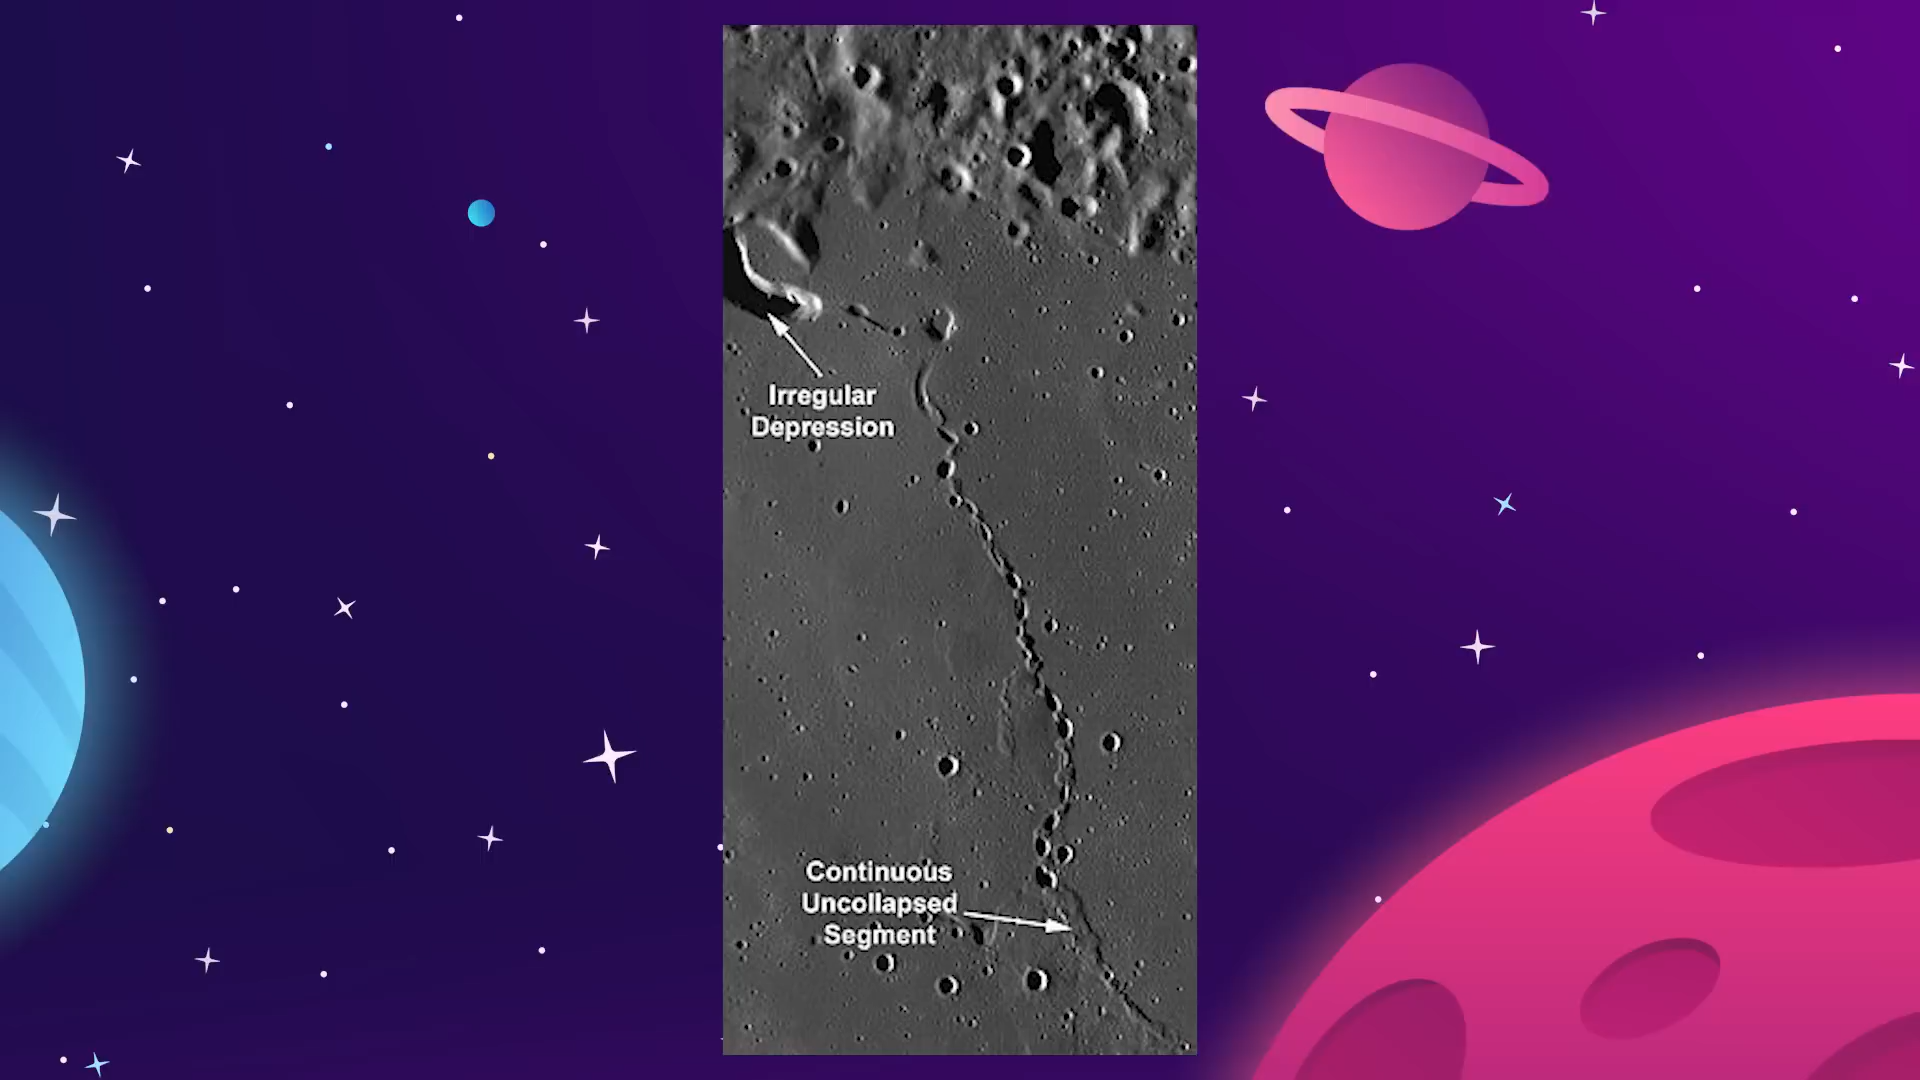 Irregular
Depression
Continuous
Uncollapsed
Segment